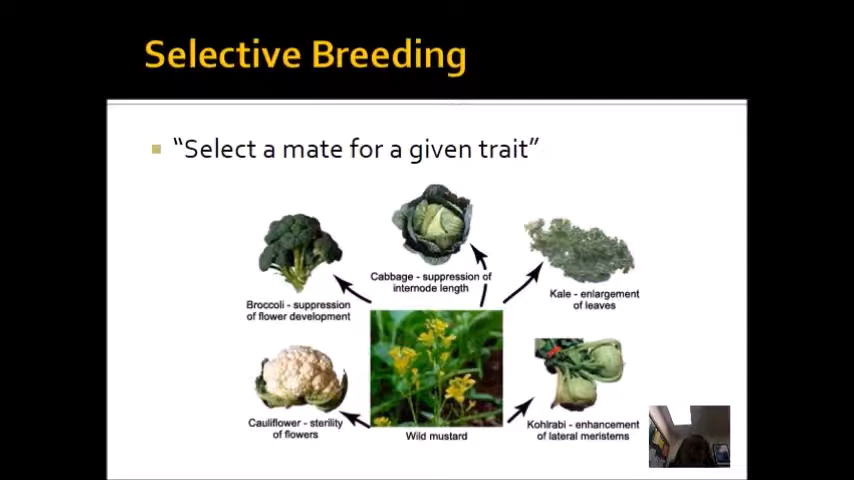 Selective Breeding
“Select a mate for a given trait”
Cabbage - suppression of
internode length
Broccoli - suppression
of flower development
Kale - enlargement
of leaves
Cauliflower - sterility
of flowers
Wild mustard
Kohlrabi - enhancement
of lateral meristems